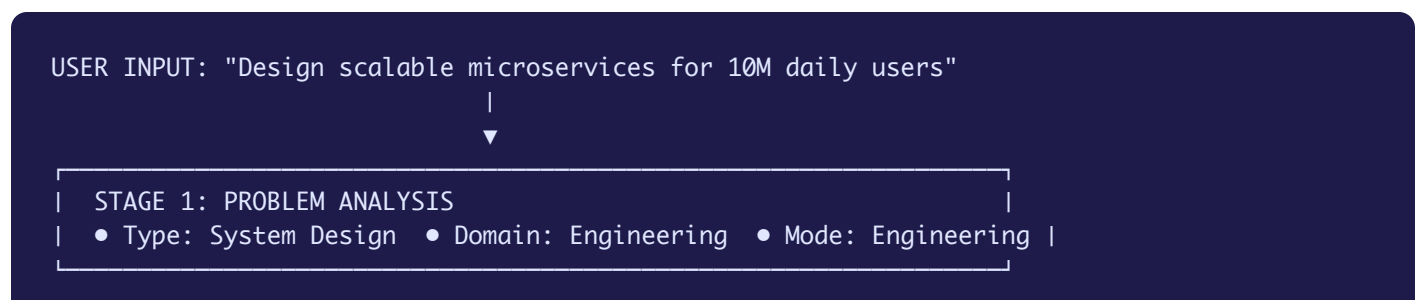 USER INPUT: "Design scalable microservices for 10M daily users"
STAGE 1: PROBLEM ANALYSIS
● Type: System Design ● Domain: Engineering ● Mode: Engineering